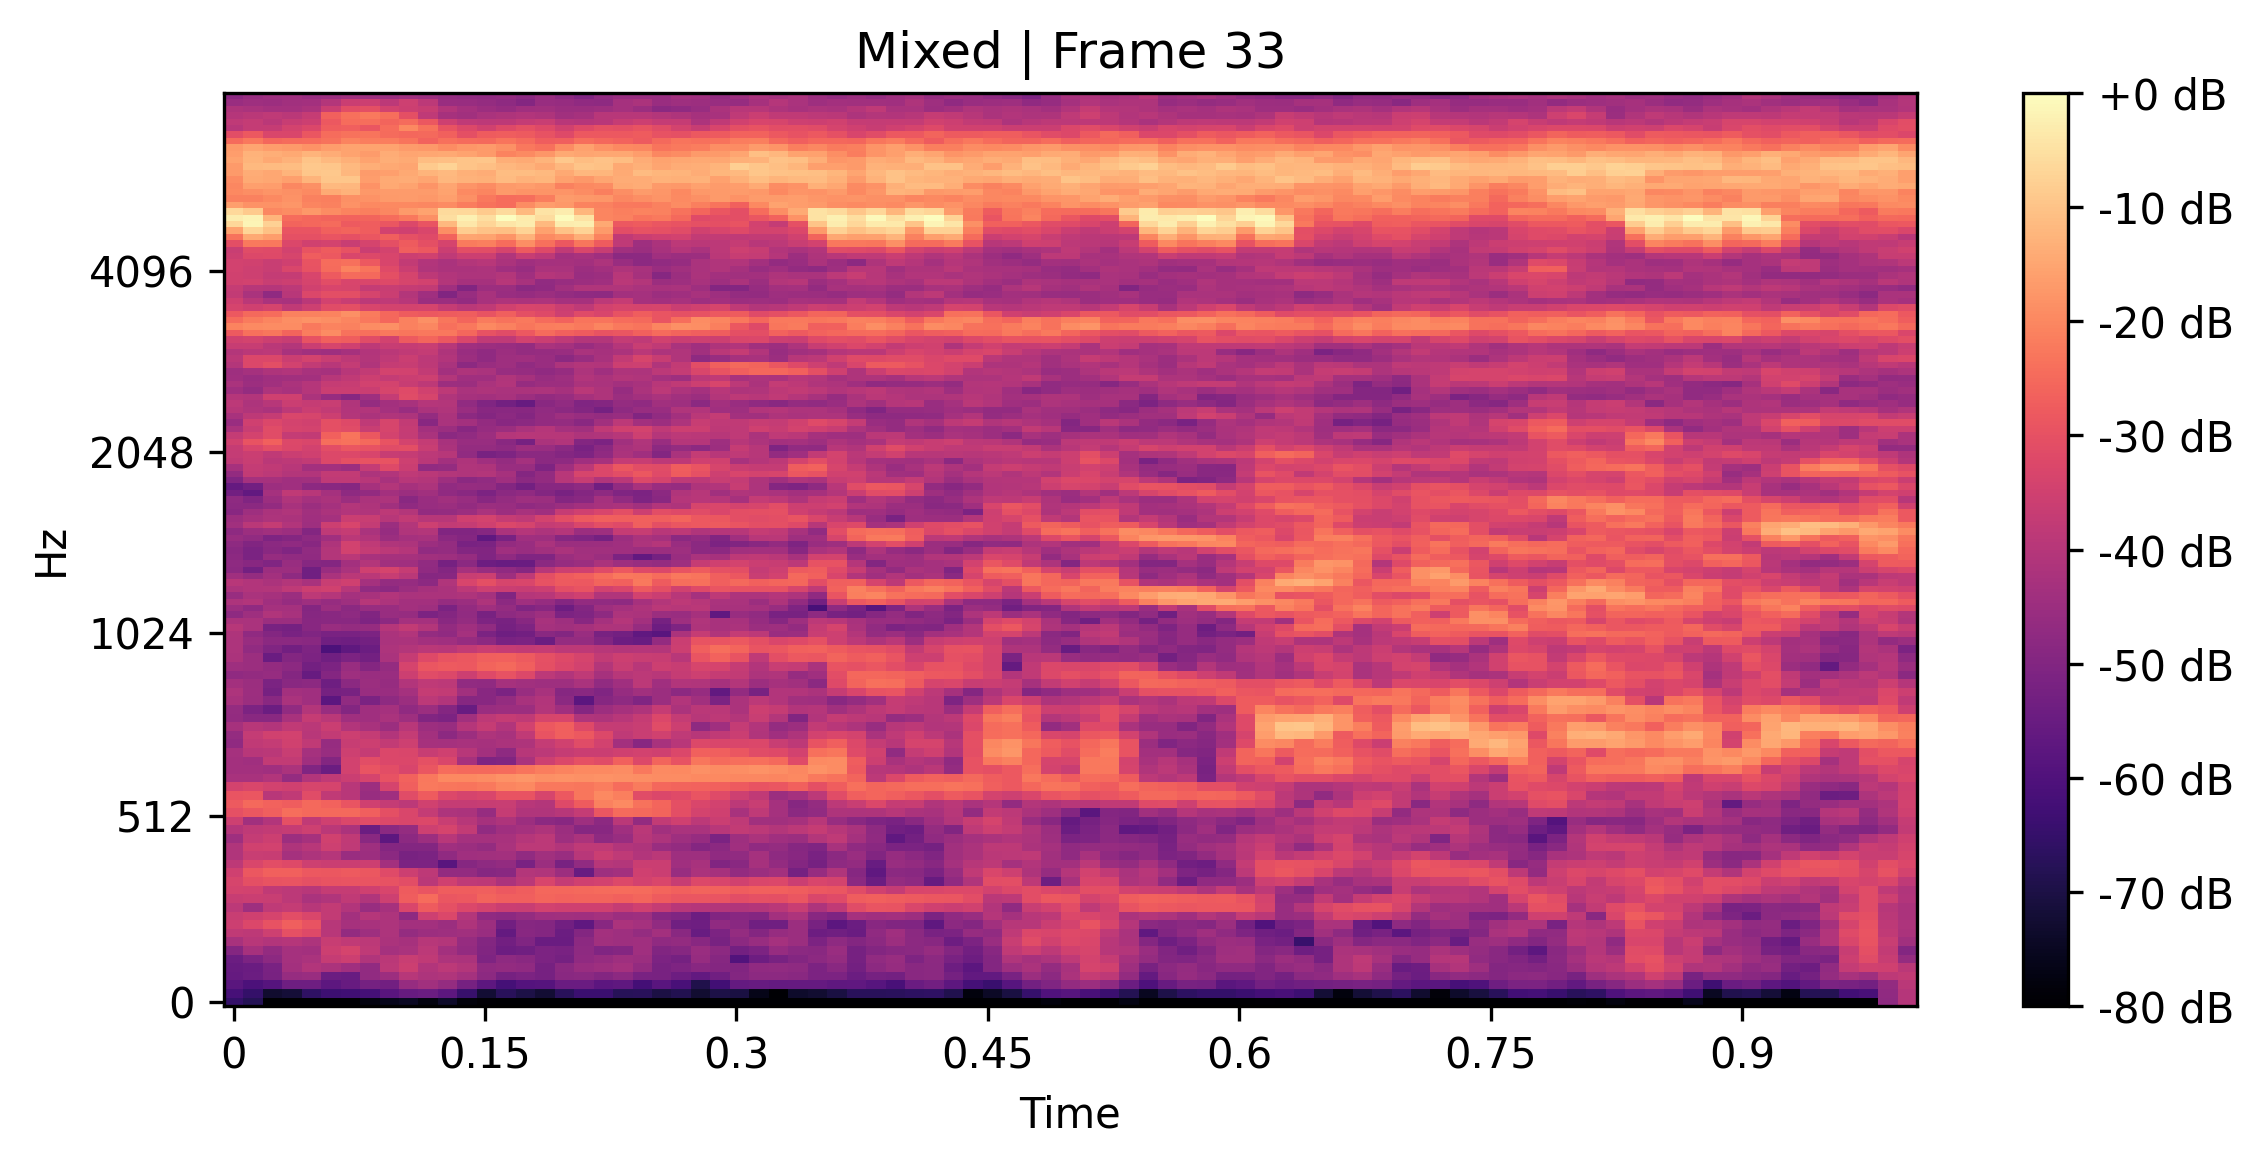 Mixed | Frame 33
+0 dB
-10 dB
-20 dB
-30 dB
-40 dB
-50 dB
-60 dB
-70 dB
-80 dB
Hz
4096
2048
1024
512
0
0 0.15 0.3 0.45 0.6 0.75 0.9
Time